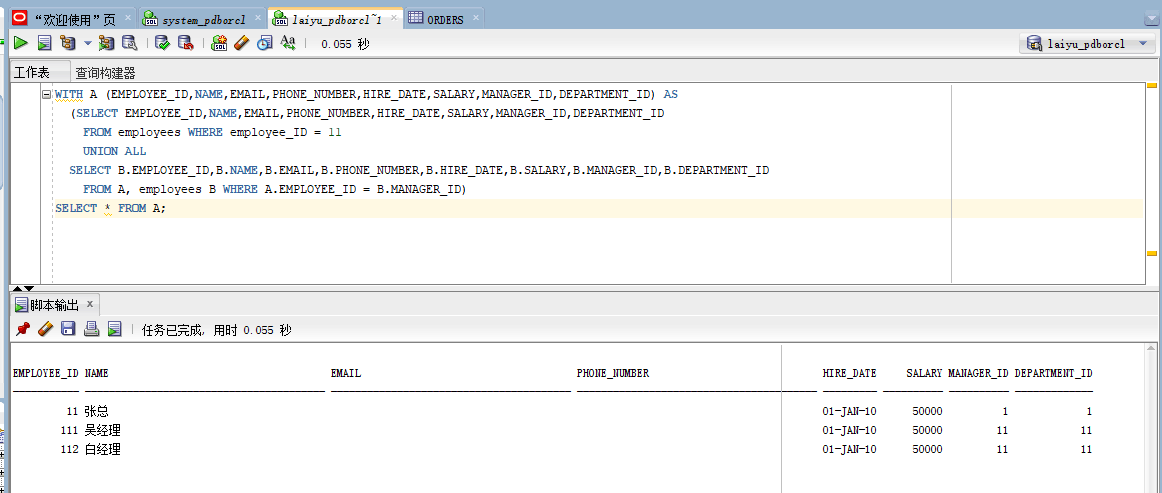 “欢迎使用”页 system_pdborcl laiyu_pdborcl~1 ORDERS
0.055 秒 laiyu_pdborcl
工作表 查询构建器
WITH A (EMPLOYEE_ID,NAME,EMAIL,PHONE_NUMBER,HIRE_DATE,SALARY,MANAGER_ID,DEPARTMENT_ID) AS
(SELECT EMPLOYEE_ID,NAME,EMAIL,PHONE_NUMBER,HIRE_DATE,SALARY,MANAGER_ID,DEPARTMENT_ID
FROM employees WHERE employee_ID = 11
UNION ALL
SELECT B.EMPLOYEE_ID,B.NAME,B.EMAIL,B.PHONE_NUMBER,B.HIRE_DATE,B.SALARY,B.MANAGER_ID,B.DEPARTMENT_ID
FROM A, employees B WHERE A.EMPLOYEE_ID = B.MANAGER_ID)
SELECT * FROM A;
脚本输出 x
任务已完成, 用时 0.055 秒
EMPLOYEE_ID NAME EMAIL PHONE_NUMBER HIRE_DATE SALARY MANAGER_ID DEPARTMENT_ID
11 张总 01-JAN-10 50000 1 1
111 吴经理 01-JAN-10 50000 11 11
112 白经理 01-JAN-10 50000 11 11